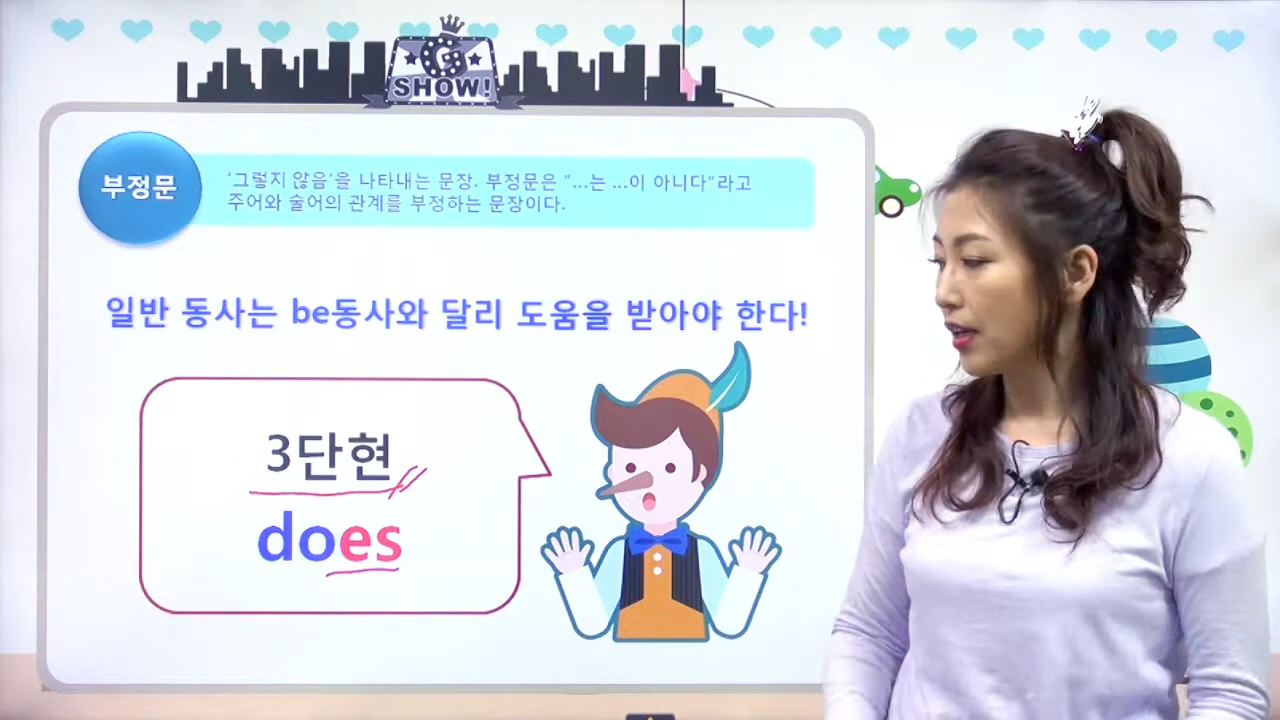 G
SHOW!
부정문
‘그렇지 않음’을 나타내는 문장. 부정문은 “...는 ...이 아니다”라고
주어와 술어의 관계를 부정하는 문장이다.
일반 동사는 be동사와 달리 도움을 받아야 한다!
3단현
does